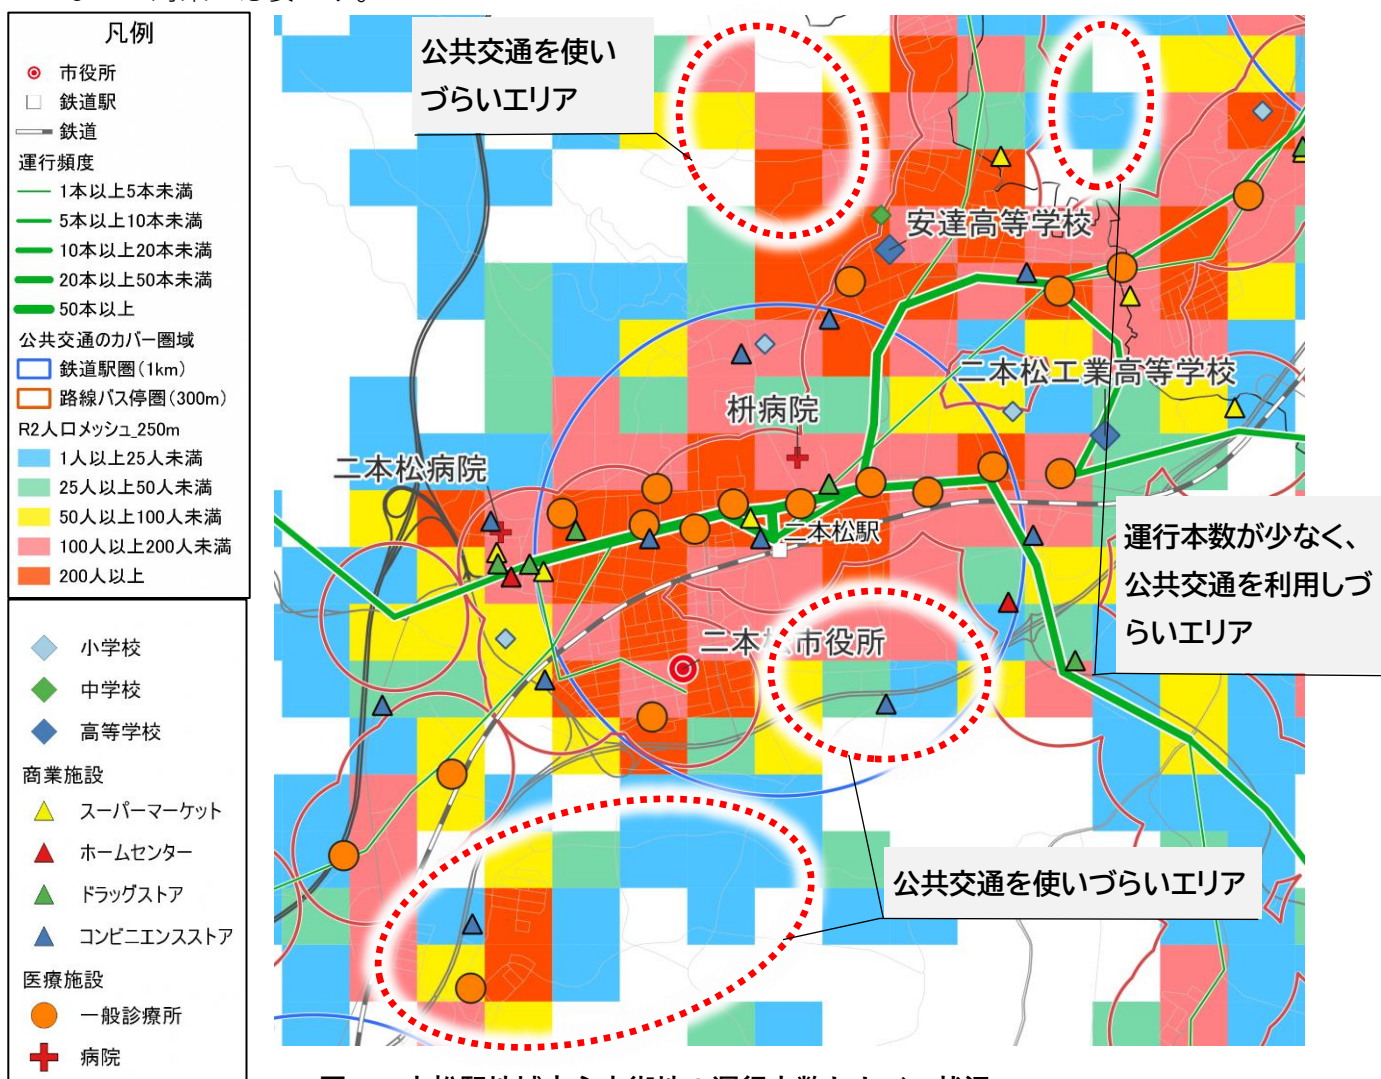 凡例
市役所
鉄道駅
鉄道
運行頻度
1本以上5本未満
5本以上10本未満
10本以上20本未満
20本以上50本未満
50本以上
公共交通のカバー圏域
鉄道駅圏(1km)
路線バス停圏(300m)
R2人口メッシュ_250m
1人以上25人未満
25人以上50人未満
50人以上100人未満
100人以上200人未満
200人以上
小学校
中学校
高等学校
商業施設
スーパーマーケット
ホームセンター
ドラッグストア
コンビニエンスストア
医療施設
一般診療所
病院
公共交通を使い
づらいエリア
安達高等学校
二本松工業高等学校
枡病院
二本松病院
二本松駅
運行本数が少なく、
公共交通を利用しづ
らいエリア
二本松市役所
公共交通を使いづらいエリア